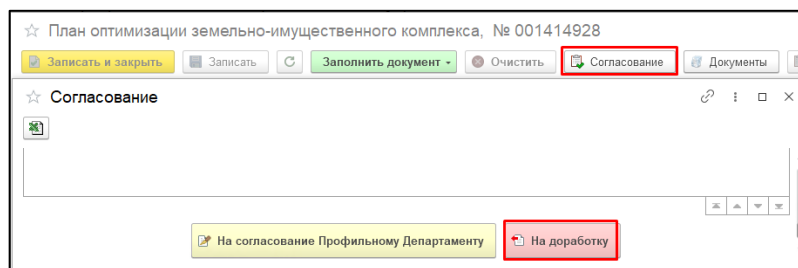 План оптимизации земельно-имущественного комплекса, № 001414928
Записать и закрыть Записать Заполнить документ Очистить Согласование Документы
Согласование
На согласование Профильному Департаменту На доработку